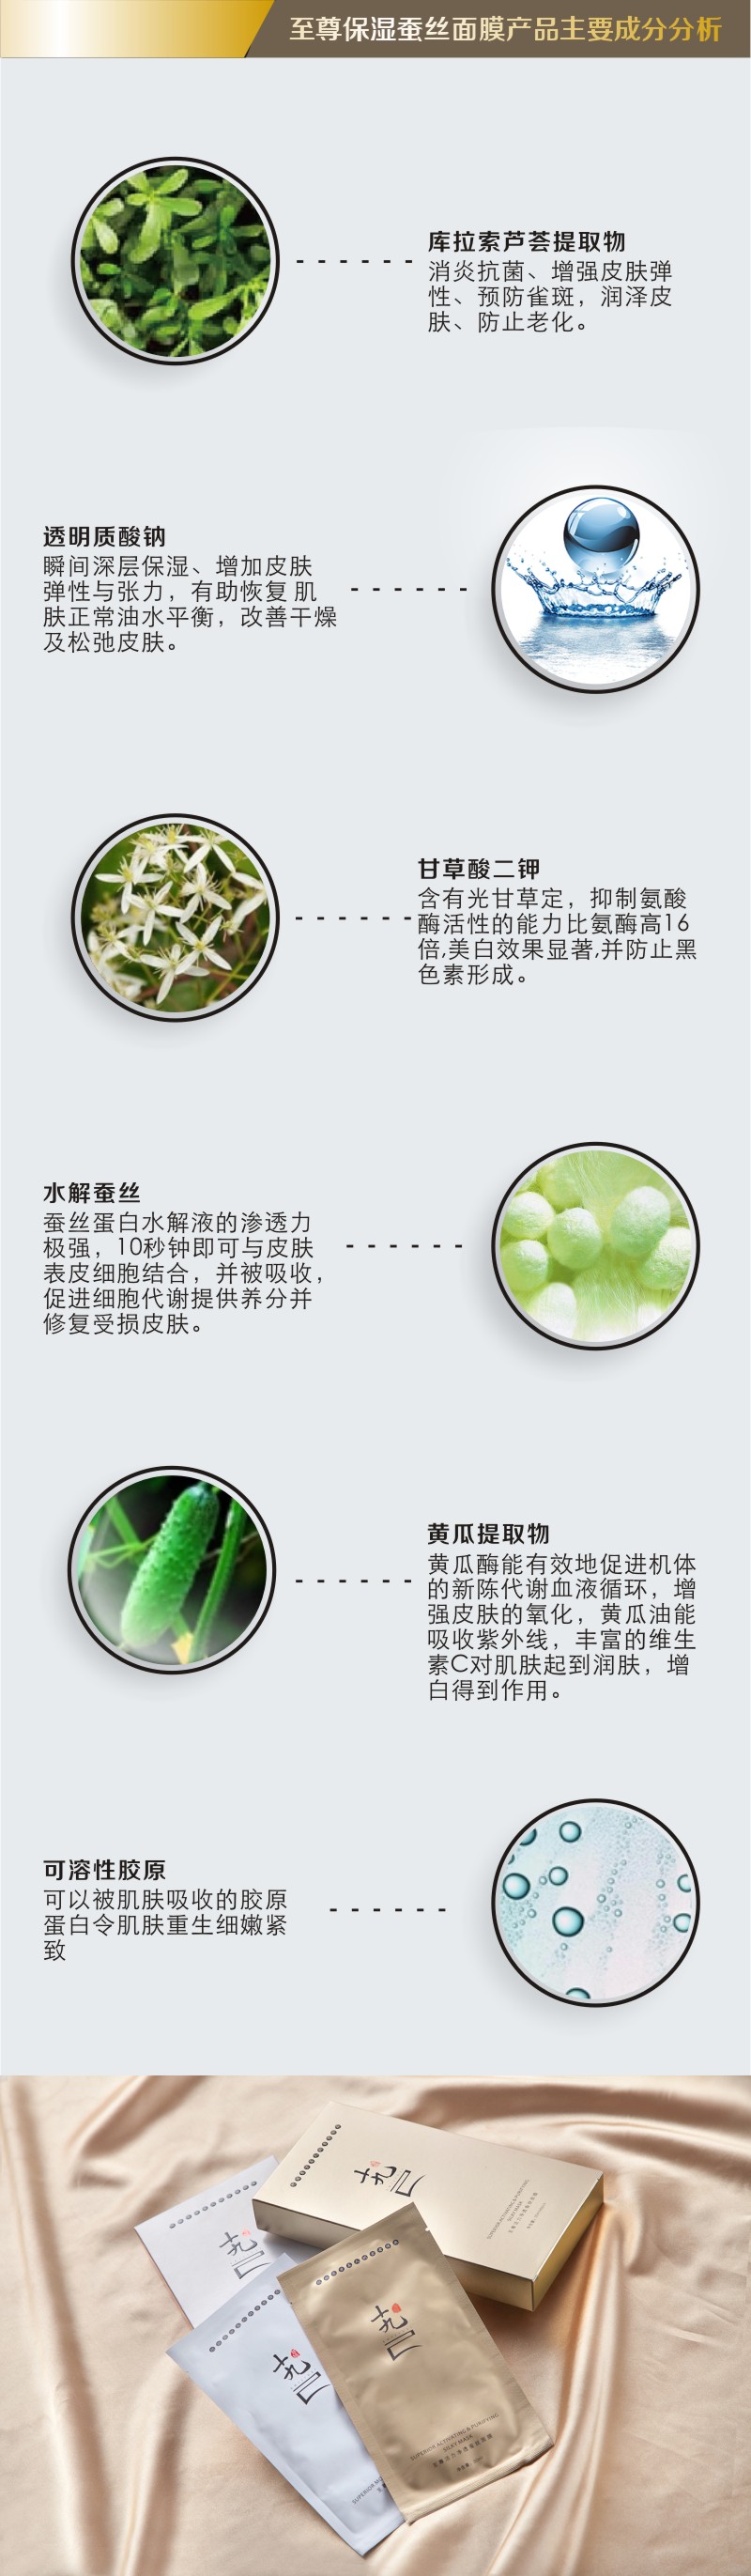 至尊保湿蚕丝面膜产品主要成分分析
库拉索芦荟提取物
消炎抗菌、增强皮肤弹
性、预防雀斑，润泽皮
肤、防止老化。
透明质酸钠
瞬间深层保湿、增加皮肤
弹性与张力，有助恢复肌
肤正常油水平衡，改善干燥
及松弛皮肤。
甘草酸二钾
含有光甘草定，抑制氨酸
酶活性的能力比氨酶高16
倍,美白效果显著,并防止黑
色素形成。
水解蚕丝
蚕丝蛋白水解液的渗透力
极强，10秒钟即可与皮肤
表皮细胞结合，并被吸收，
促进细胞代谢提供养分并
修复受损皮肤。
黄瓜提取物
黄瓜酶能有效地促进机体
的新陈代谢血液循环，增
强皮肤的氧化，黄瓜油能
吸收紫外线，丰富的维生
素C对肌肤起到润肤，增
白得到作用。
可溶性胶原
可以被肌肤吸收的胶原
蛋白令肌肤重生细嫩紧
致
十九
SUPERIOR ACTIVATING & PURIFYING
SILKY MASK
十九
十九
SUPERIOR
十九
SUPERIOR ACTIVATING & PURIFYING
SILKY MASK